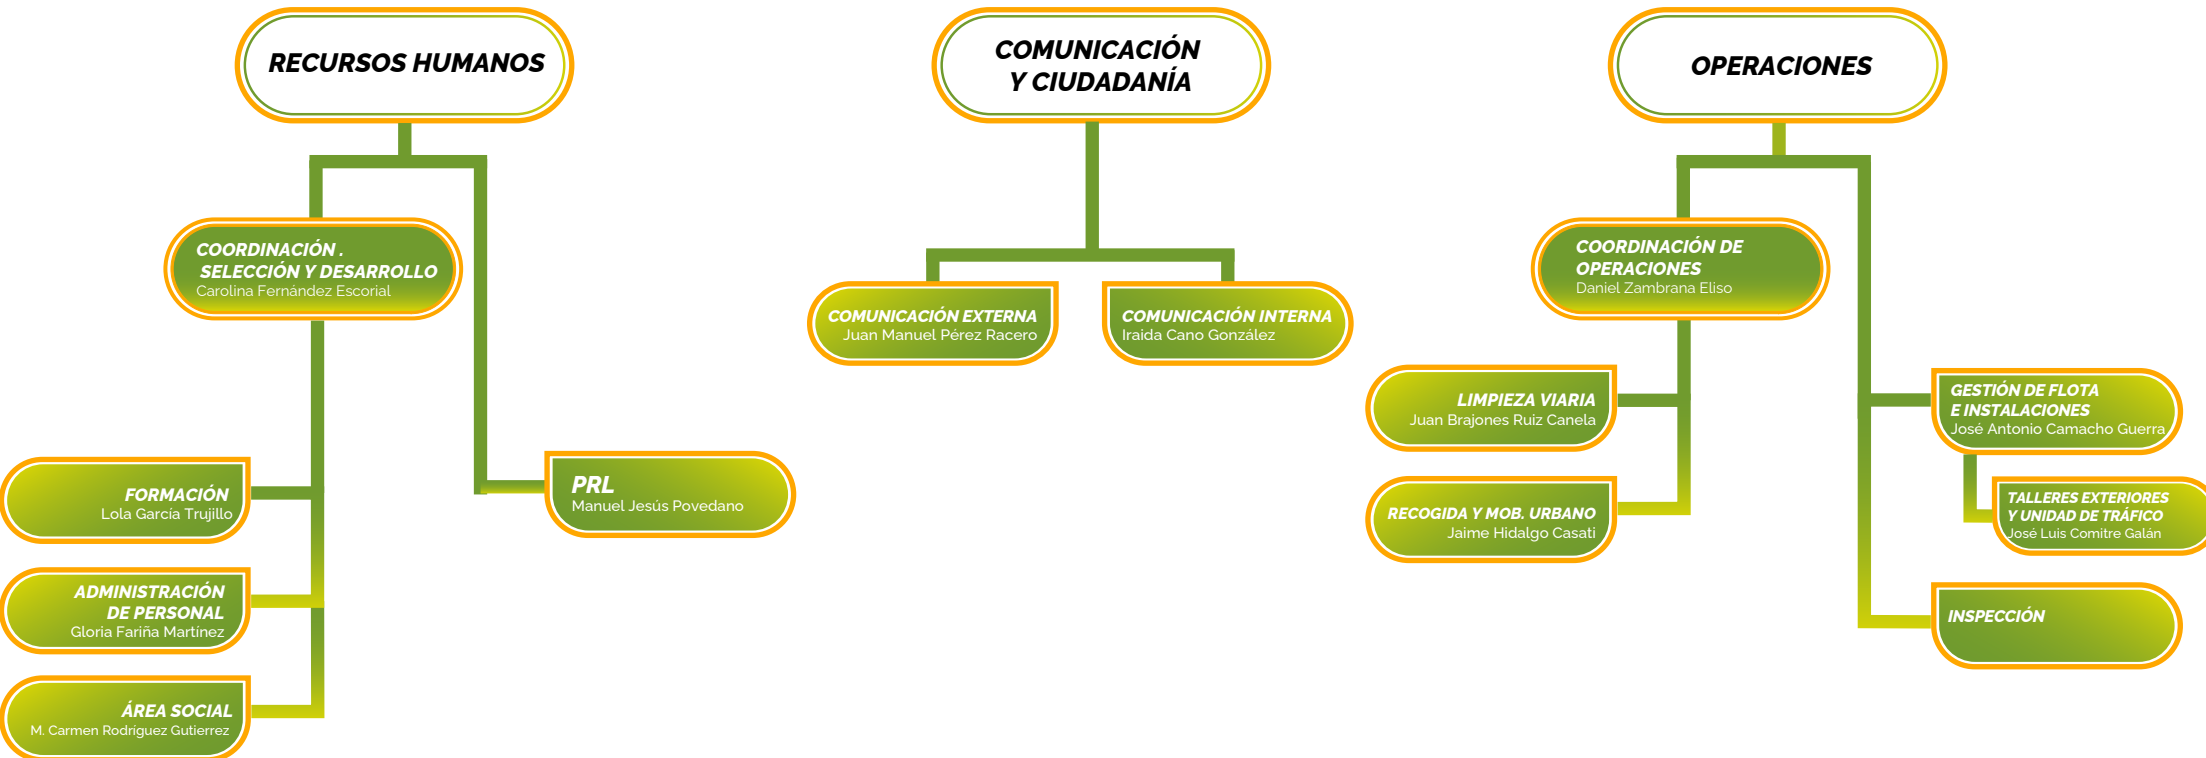 RECURSOS HUMANOS
COORDINACIÓN .
SELECCIÓN Y DESARROLLO
Carolina Fernández Escorial
FORMACIÓN
Lola García Trujillo
ADMINISTRACIÓN
DE PERSONAL
Gloria Fariña Martínez
ÁREA SOCIAL
M. Carmen Rodríguez Gutierrez
PRL
Manuel Jesús Povedano
COMUNICACIÓN
Y CIUDADANÍA
COMUNICACIÓN EXTERNA
Juan Manuel Pérez Racero
COMUNICACIÓN INTERNA
Iraida Cano González
OPERACIONES
COORDINACIÓN DE
OPERACIONES
Daniel Zambrana Eliso
LIMPIEZA VIARIA
Juan Brajones Ruiz Canela
RECOGIDA Y MOB. URBANO
Jaime Hidalgo Casati
GESTIÓN DE FLOTA
E INSTALACIONES
José Antonio Camacho Guerra
TALLERES EXTERIORES
Y UNIDAD DE TRÁFICO
José Luis Comitre Galán
INSPECCIÓN